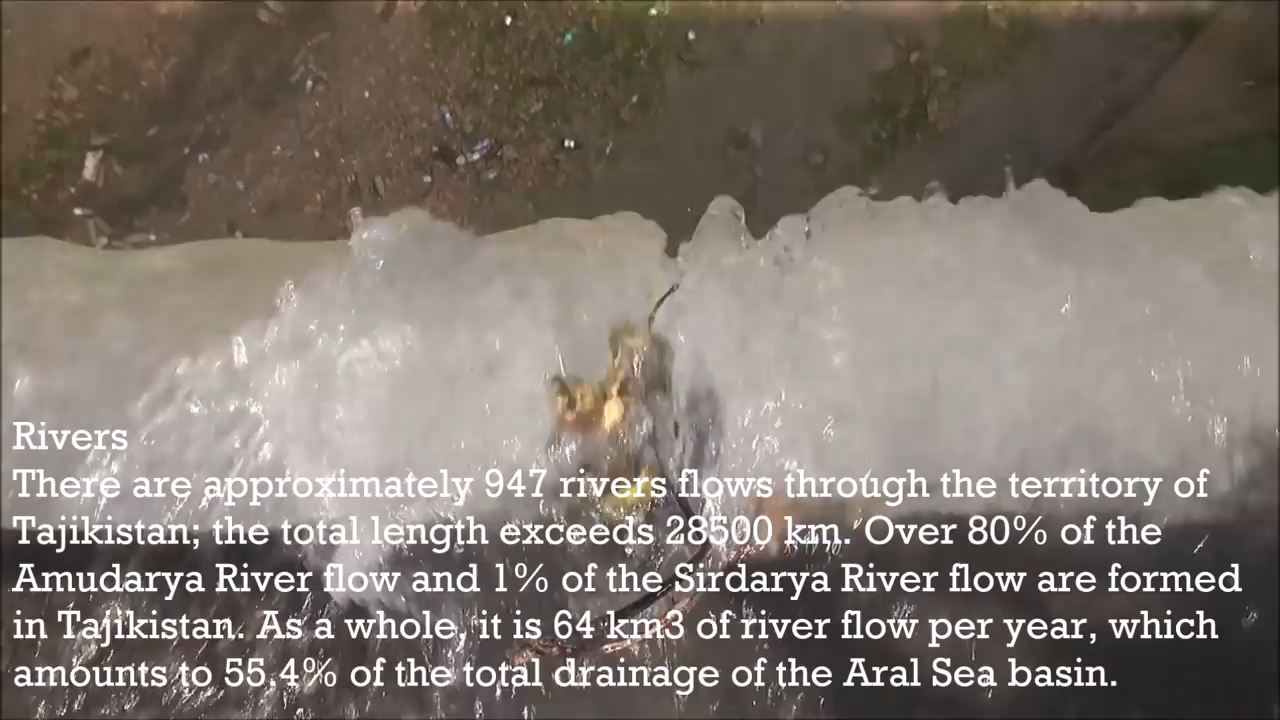 Rivers
There are approximately 947 rivers flows through the territory of
Tajikistan; the total length exceeds 28500 km. Over 80% of the
Amudarya River flow and 1% of the Sirdarya River flow are formed
in Tajikistan. As a whole, it is 64 km3 of river flow per year, which
amounts to 55.4% of the total drainage of the Aral Sea basin.